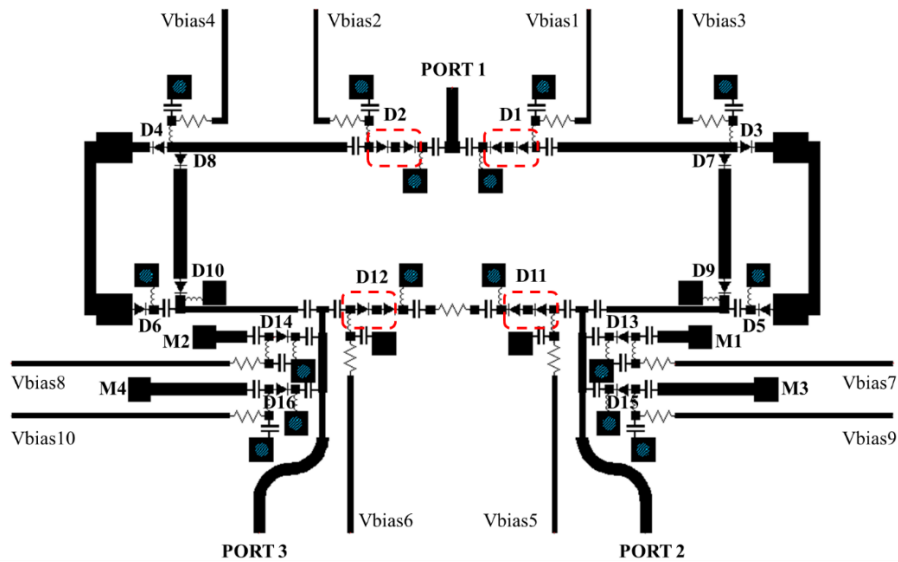 Vbias4
Vbias2
Vbias1
Vbias3
PORT 1
D4
D2
D1
D3
D8
D7
D10
D12
D11
D9
D6
D14
D13
D5
M2
M1
Vbias8
Vbias7
M4
M3
D16
D15
Vbias10
Vbias9
Vbias6
Vbias5
PORT 3
PORT 2